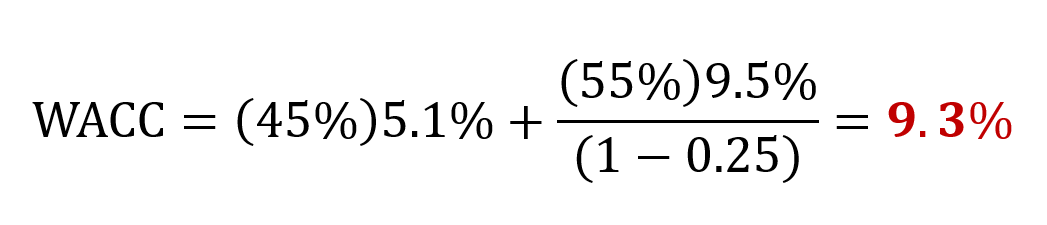 WACC = (45%)5.1% + (55%)9.5% / (1 − 0.25) = 9.3%